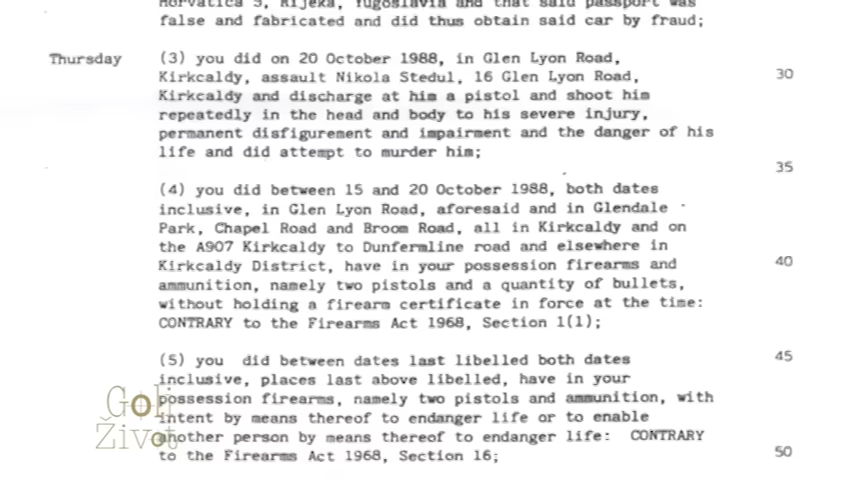 Horvatica 5, Rijeka, Yugoslavia and that said passport was
false and fabricated and did thus obtain said car by fraud;
Thursday (3) you did on 20 October 1988, in Glen Lyon Road,
Kirkcaldy, assault Nikola Stedul, 16 Glen Lyon Road, 30
Kirkcaldy and discharge at him a pistol and shoot him
repeatedly in the head and body to his severe injury,
permanent disfigurement and impairment and the danger of his
life and did attempt to murder him;
35
(4) you did between 15 and 20 October 1988, both dates
inclusive, in Glen Lyon Road, aforesaid and in Glendale
Park, Chapel Road and Broom Road, all in Kirkcaldy and on
the A907 Kirkcaldy to Dunfermline road and elsewhere in
Kirkcaldy District, have in your possession firearms and 40
ammunition, namely two pistols and a quantity of bullets,
without holding a firearm certificate in force at the time:
CONTRARY to the Firearms Act 1968, Section 1(1);
(5) you did between dates last libelled both dates 45
inclusive, places last above libelled, have in your
possession firearms, namely two pistols and ammunition, with
intent by means thereof to endanger life or to enable
another person by means thereof to endanger life: CONTRARY
to the Firearms Act 1968, Section 16; 50
Goli
Život